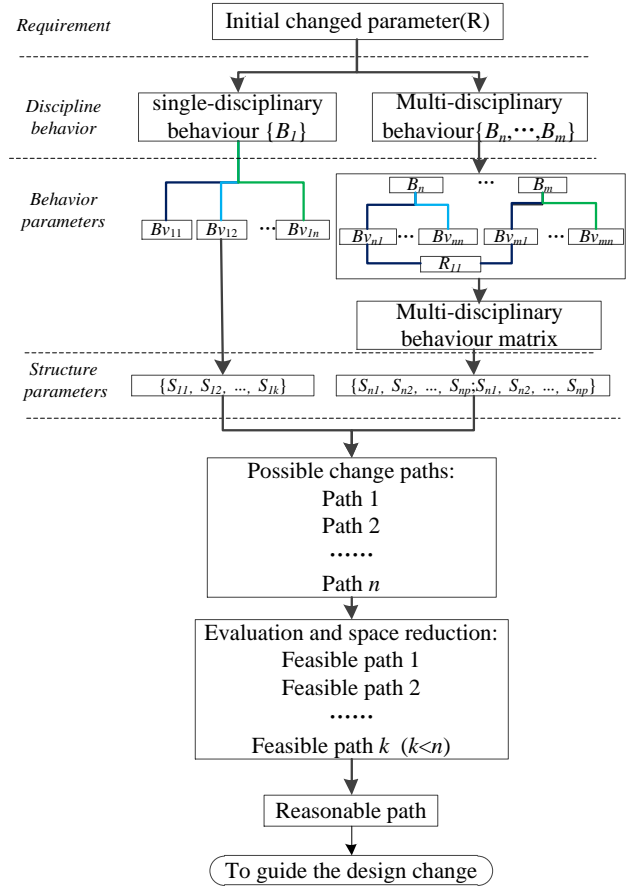 Requirement
Initial changed parameter(R)
Discipline
behavior
single-disciplinary
behaviour {B1}
Multi-disciplinary
behaviour{Bn,⋯,Bm}
Behavior
parameters
Bv11
Bv12
⋯
Bv1n
Bn
⋯
Bm
Bvn1
⋯
Bvnn
Bvm1
⋯
Bvmn
R11
Multi-disciplinary
behaviour matrix
Structure
parameters
{S11, S12, ..., S1k}
{Sn1, Sn2, ..., Snp;Sn1, Sn2, ..., Snp}
Possible change paths:
Path 1
Path 2
⋯⋯
Path n
Evaluation and space reduction:
Feasible path 1
Feasible path 2
⋯⋯
Feasible path k (k<n)
Reasonable path
To guide the design change